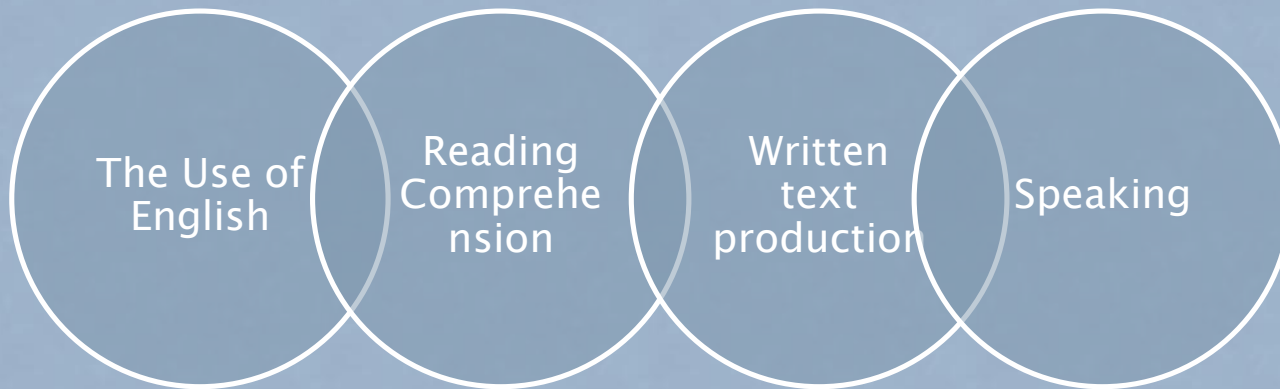 The Use of
English
Reading
Comprehe
nsion
Written
text
production
Speaking